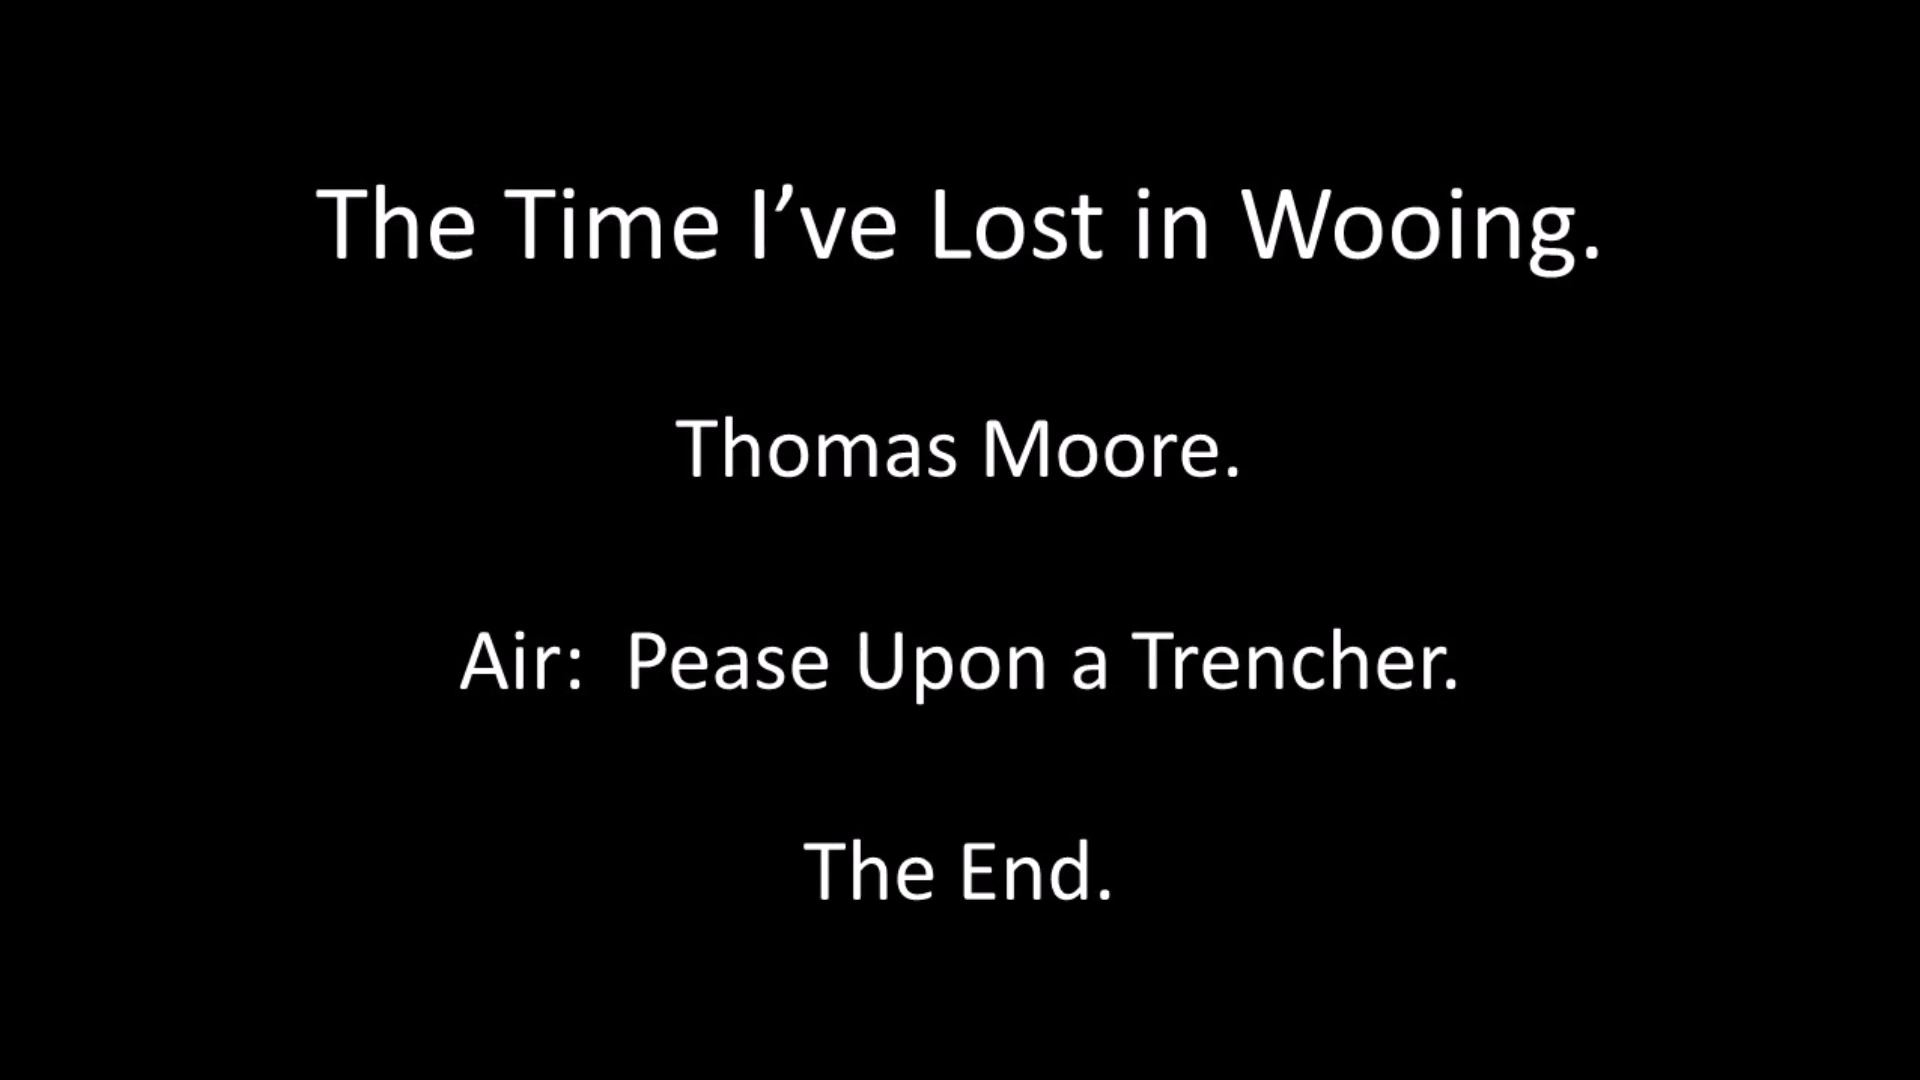 The Time I’ve Lost in Wooing.
Thomas Moore.
Air:  Pease Upon a Trencher.
The End.